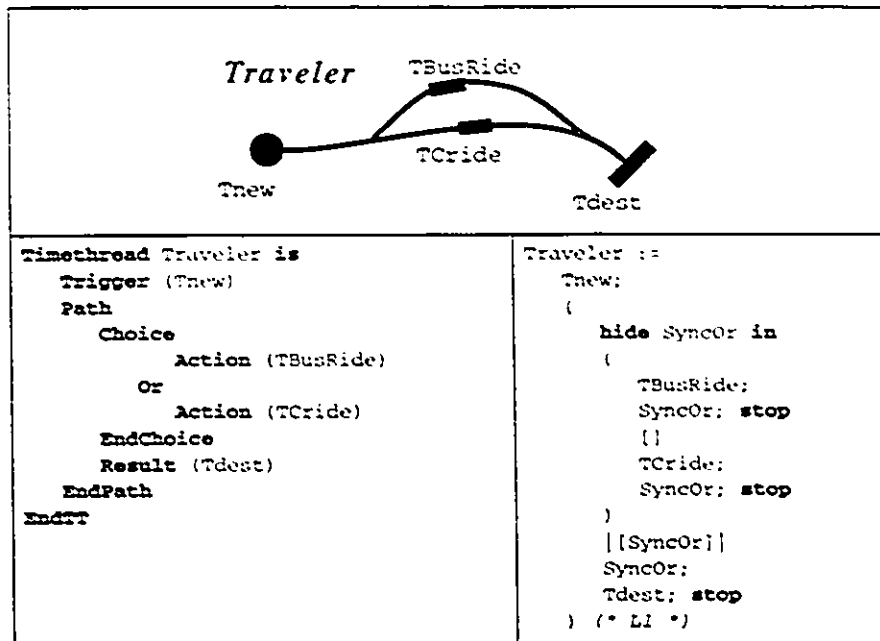 Traveler
TBusRide
TCride
Tnew
Tdest
Timethread Traveler is
Trigger (Tnew)
Path
Choice
Action (TBusRide)
Or
Action (TCride)
EndChoice
Result (Tdest)
EndPath
EndTT
Traveler :=
Tnew;
(
hide SyncOr in
(
TBusRide;
SyncOr; stop
[]
TCride;
SyncOr; stop
)
|[SyncOr]|
SyncOr;
Tdest; stop
) (* L1 *)